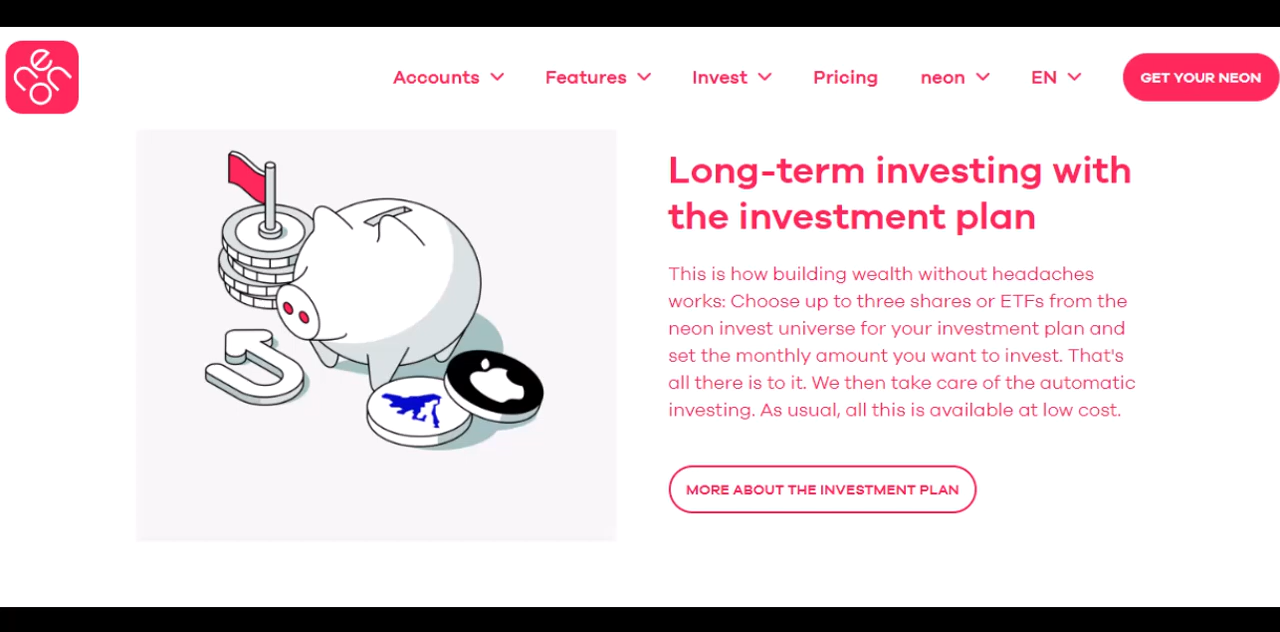 neon
Accounts Features Invest Pricing neon EN GET YOUR NEON
Long-term investing with
the investment plan
This is how building wealth without headaches
works: Choose up to three shares or ETFs from the
neon invest universe for your investment plan and
set the monthly amount you want to invest. That's
all there is to it. We then take care of the automatic
investing. As usual, all this is available at low cost.
MORE ABOUT THE INVESTMENT PLAN